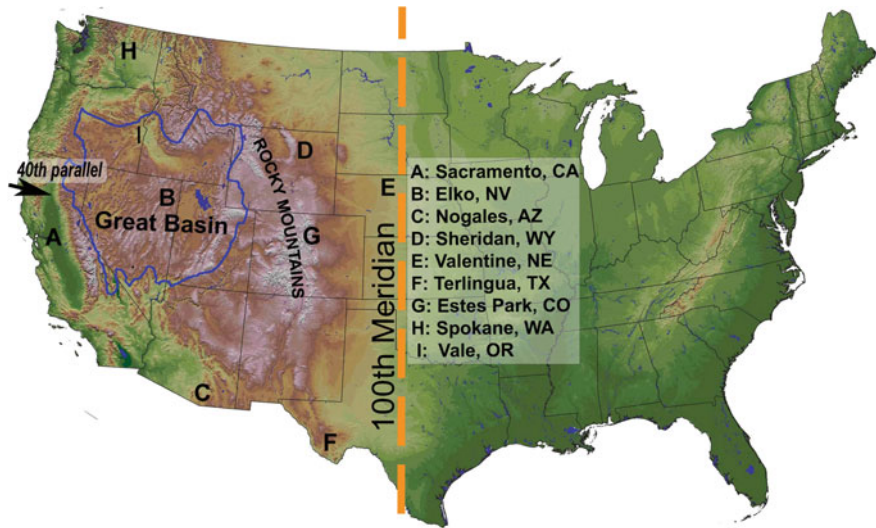 H
I
D
ROCKY MOUNTAINS
40th parallel
B
Great Basin
A
G
E
C
F
100th Meridian
A: Sacramento, CA
B: Elko, NV
C: Nogales, AZ
D: Sheridan, WY
E: Valentine, NE
F: Terlingua, TX
G: Estes Park, CO
H: Spokane, WA
I: Vale, OR